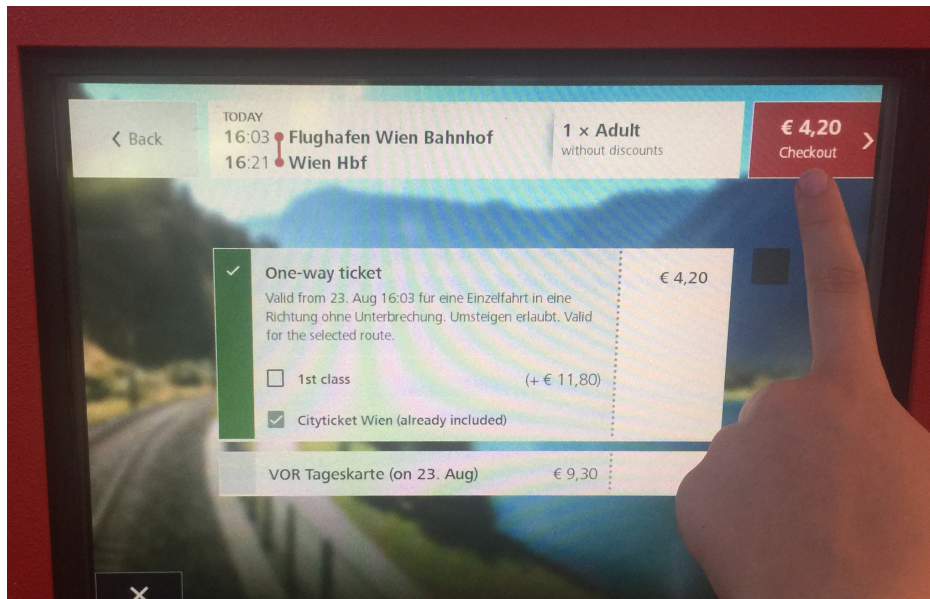 Back
TODAY
16:03 Flughafen Wien Bahnhof
16:21 Wien Hbf
1 × Adult
without discounts
€ 4,20
Checkout
One-way ticket
€ 4,20
Valid from 23. Aug 16:03 für eine Einzelfahrt in eine
Richtung ohne Unterbrechung. Umsteigen erlaubt. Valid
for the selected route.
1st class (+ € 11,80)
Cityticket Wien (already included)
VOR Tageskarte (on 23. Aug) € 9,30